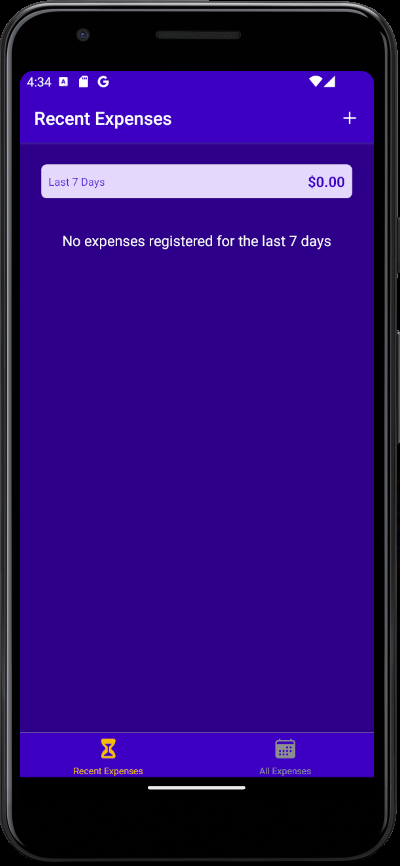 4:34
Recent Expenses
Last 7 Days $0.00
No expenses registered for the last 7 days
Recent Expenses All Expenses